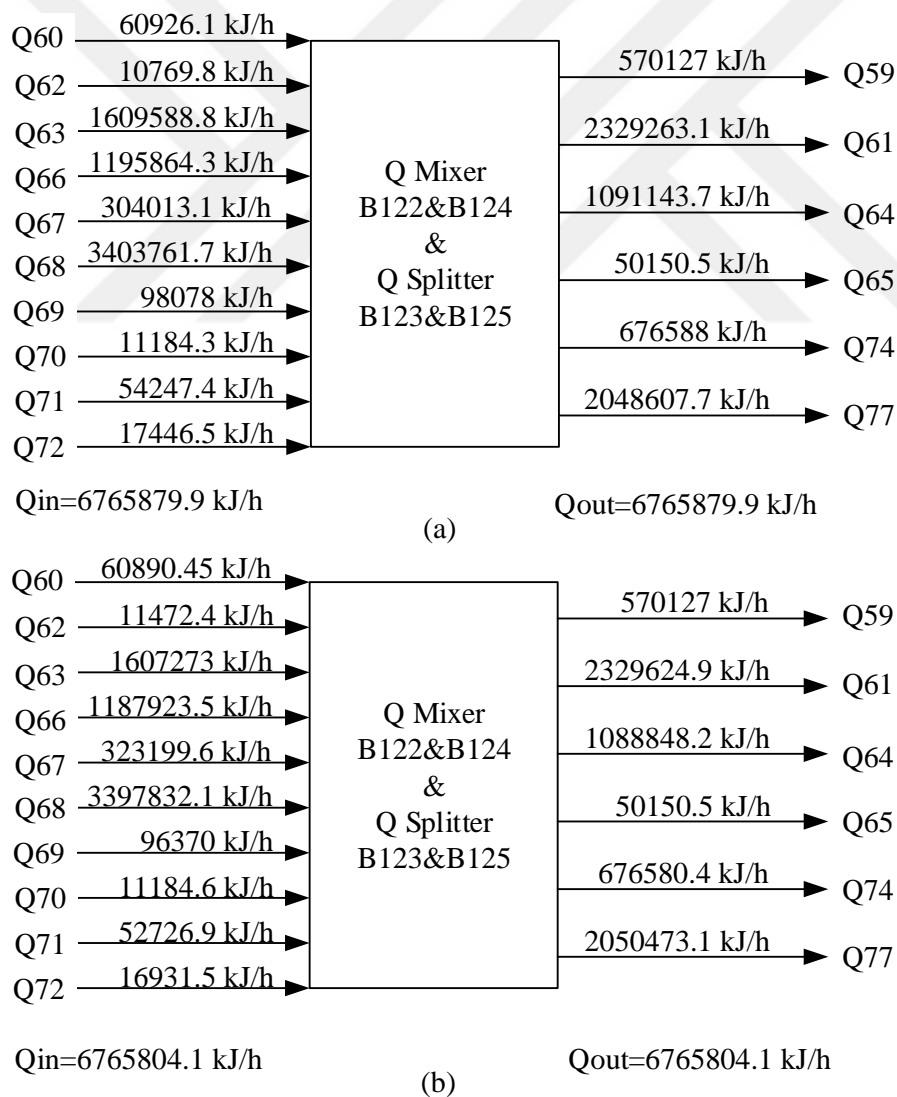 Q60 60926.1 kJ/h
Q62 10769.8 kJ/h
Q63 1609588.8 kJ/h
Q66 1195864.3 kJ/h
Q67 304013.1 kJ/h
Q68 3403761.7 kJ/h
Q69 98078 kJ/h
Q70 11184.3 kJ/h
Q71 54247.4 kJ/h
Q72 17446.5 kJ/h
Q Mixer
B122&B124
&
Q Splitter
B123&B125
570127 kJ/h Q59
2329263.1 kJ/h Q61
1091143.7 kJ/h Q64
50150.5 kJ/h Q65
676588 kJ/h Q74
2048607.7 kJ/h Q77
Qin=6765879.9 kJ/h
Qout=6765879.9 kJ/h
(a)
Q60 60890.45 kJ/h
Q62 11472.4 kJ/h
Q63 1607273 kJ/h
Q66 1187923.5 kJ/h
Q67 323199.6 kJ/h
Q68 3397832.1 kJ/h
Q69 96370 kJ/h
Q70 11184.6 kJ/h
Q71 52726.9 kJ/h
Q72 16931.5 kJ/h
Q Mixer
B122&B124
&
Q Splitter
B123&B125
570127 kJ/h Q59
2329624.9 kJ/h Q61
1088848.2 kJ/h Q64
50150.5 kJ/h Q65
676580.4 kJ/h Q74
2050473.1 kJ/h Q77
Qin=6765804.1 kJ/h
Qout=6765804.1 kJ/h
(b)